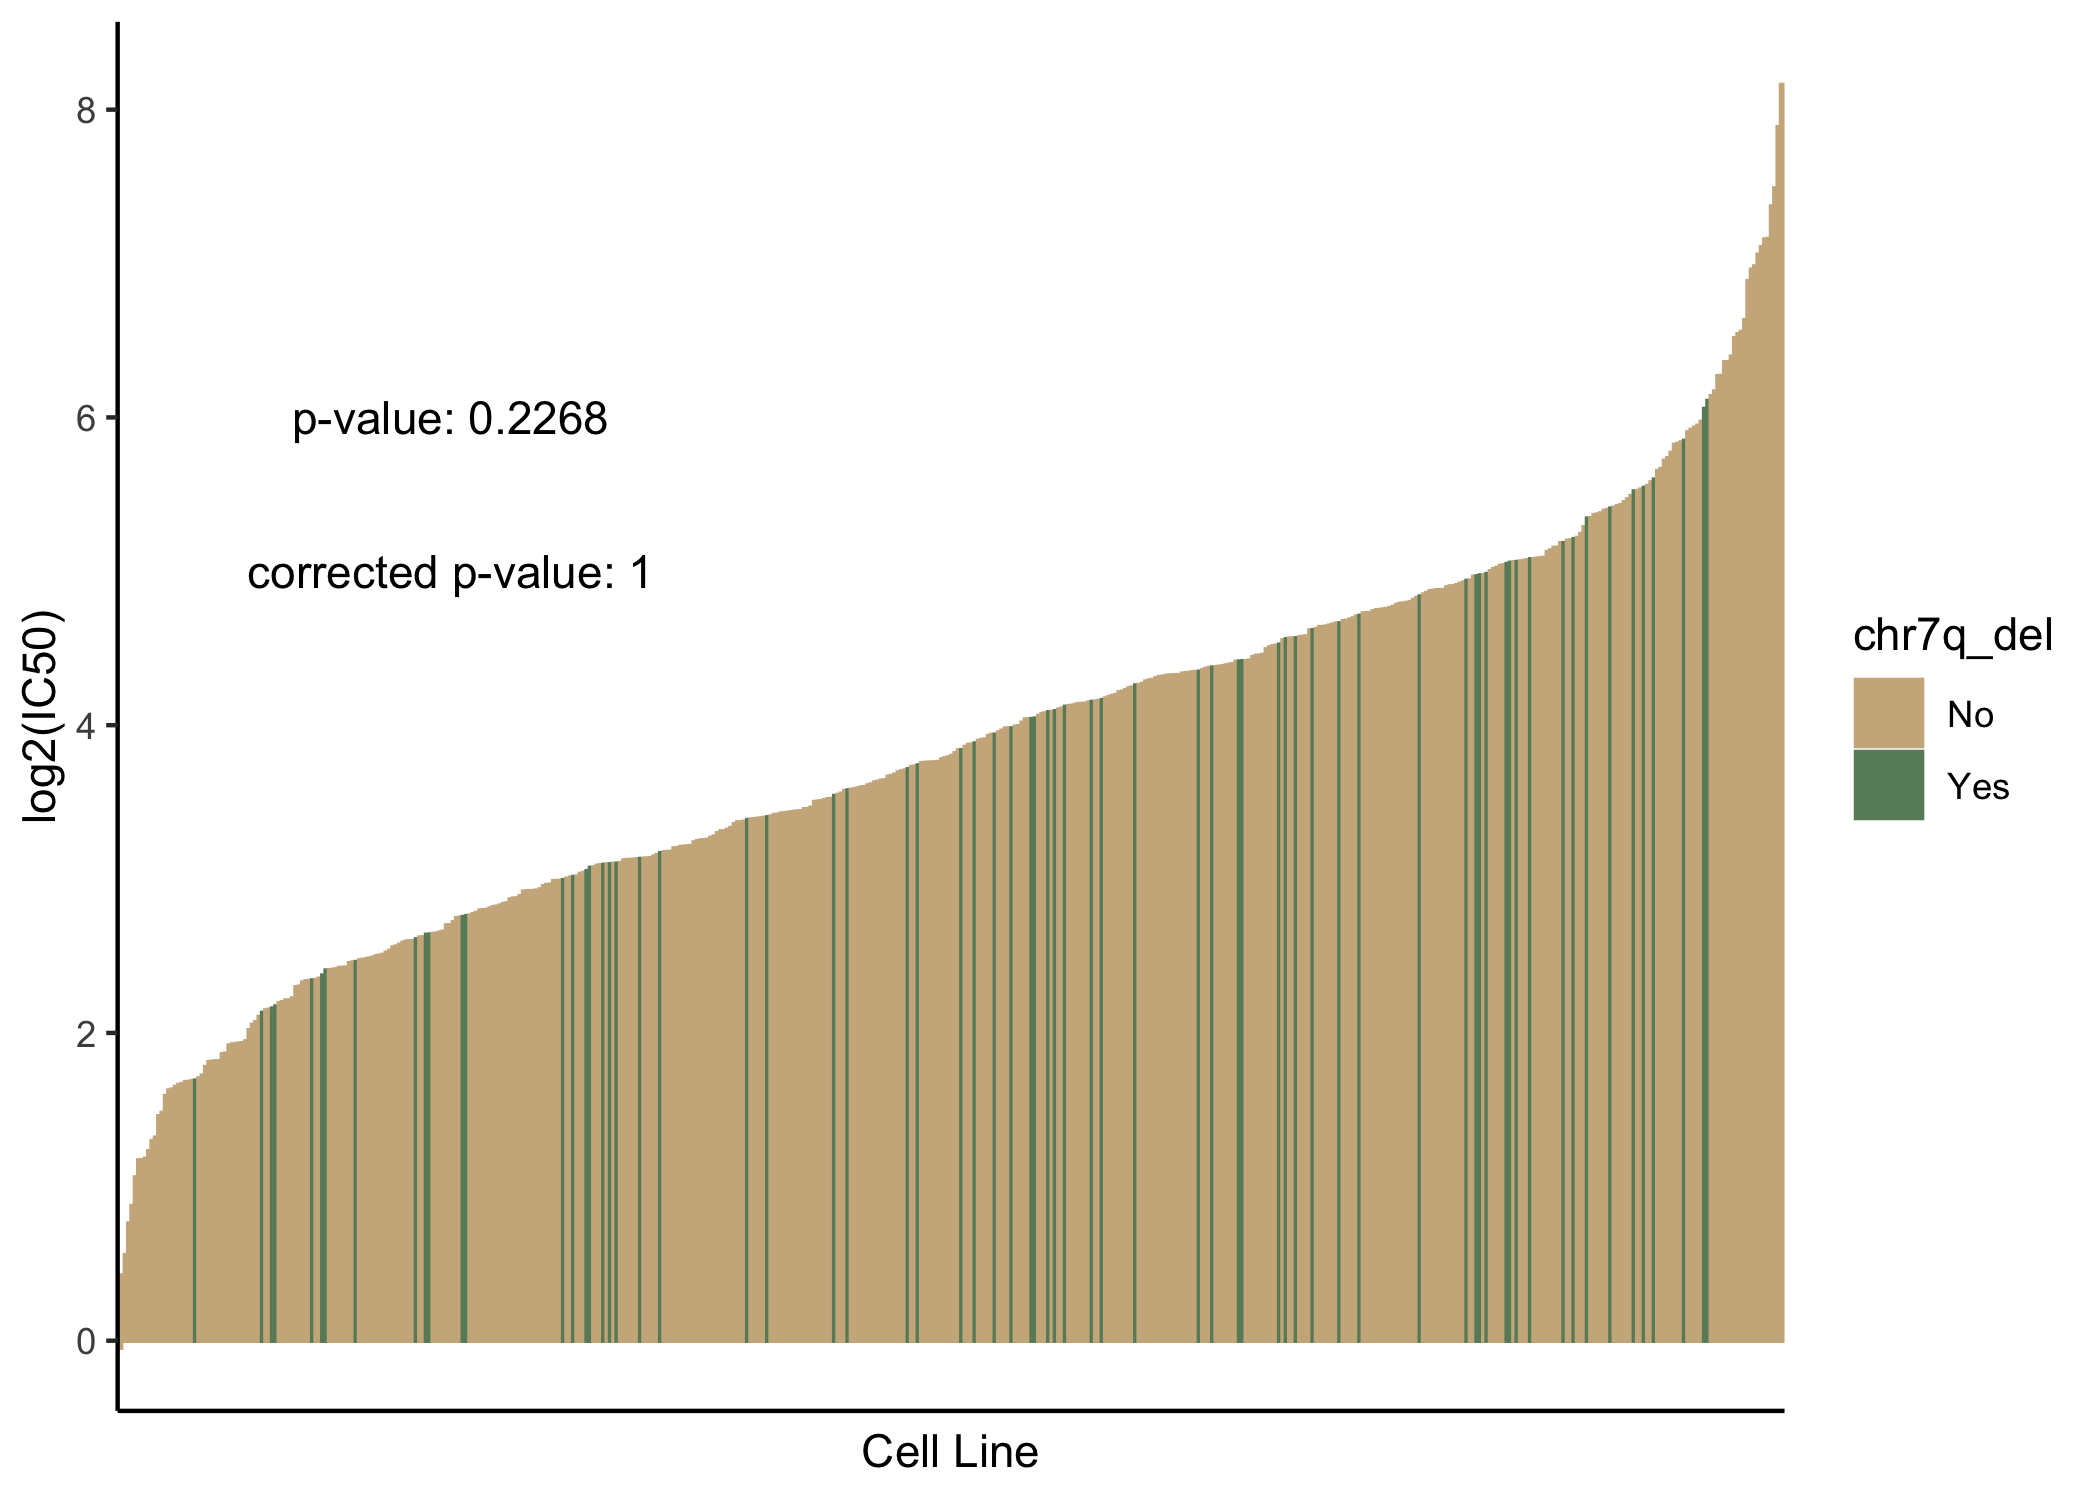 8
6
4
2
0
log2(IC50)
p-value: 0.2268
corrected p-value: 1
Cell Line
chr7q_del
No
Yes